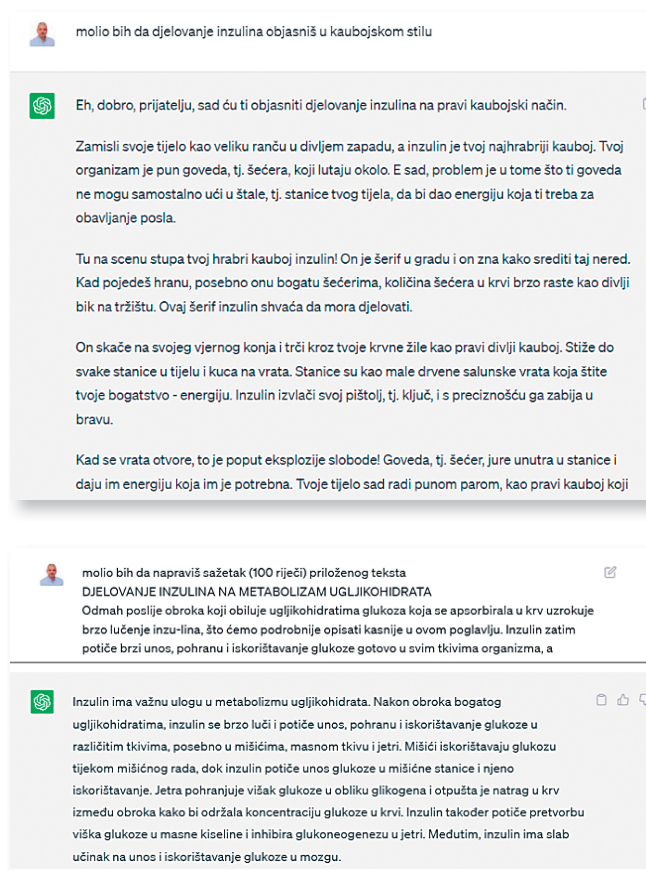 molio bih da djelovanje inzulina objasniš u kaubojskom stilu
Eh, dobro, prijatelju, sad ću ti objasniti djelovanje inzulina na pravi kaubojski način.
Zamisli svoje tijelo kao veliku ranču u divljem zapadu, a inzulin je tvoj najhrabriji kauboj. Tvoj
organizam je pun goveda, tj. šećera, koji lutaju okolo. E sad, problem je u tome što ti goveda
ne mogu samostalno ući u štale, tj. stanice tvog tijela, da bi dao energiju koja ti treba za
obavljanje posla.
Tu na scenu stupa tvoj hrabri kauboj inzulin! On je šerif u gradu i on zna kako srediti taj nered.
Kad pojedeš hranu, posebno onu bogatu šećerima, količina šećera u krvi brzo raste kao divlji
bik na tržištu. Ovaj šerif inzulin shvaća da mora djelovati.
On skače na svojeg vjernog konja i trči kroz tvoje krvne žile kao pravi divlji kauboj. Stiže do
svake stanice u tijelu i kuca na vrata. Stanice su kao male drvene salunske vrata koja štite
tvoje bogatstvo - energiju. Inzulin izvlači svoj pištolj, tj. ključ, i s preciznošću ga zabija u
bravu.
Kad se vrata otvore, to je poput eksplozije slobode! Goveda, tj. šećer, jure unutra u stanice i
daju im energiju koja im je potrebna. Tvoje tijelo sad radi punom parom, kao pravi kauboj koji
molio bih da napraviš sažetak (100 riječi) priloženog teksta
DJELOVANJE INZULINA NA METABOLIZAM UGLJIKOHIDRATA
Odmah poslije obroka koji obiluje ugljikohidratima glukoza koja se apsorbirala u krv uzrokuje
brzo lučenje inzu-lina, što ćemo podrobnije opisati kasnije u ovom poglavlju. Inzulin zatim
potiče brzi unos, pohranu i iskorištavanje glukoze gotovo u svim tkivima organizma, a
Inzulin ima važnu ulogu u metabolizmu ugljikohidrata. Nakon obroka bogatog
ugljikohidratima, inzulin se brzo luči i potiče unos, pohranu i iskorištavanje glukoze u
različitim tkivima, posebno u mišićima, masnom tkivu i jetri. Mišići iskorištavaju glukozu
tijekom mišićnog rada, dok inzulin potiče unos glukoze u mišićne stanice i njeno
iskorištavanje. Jetra pohranjuje višak glukoze u obliku glikogena i otpušta je natrag u krv
između obroka kako bi održala koncentraciju glukoze u krvi. Inzulin također potiče pretvorbu
viška glukoze u masne kiseline i inhibira glukoneogenezu u jetri. Međutim, inzulin ima slab
učinak na unos i iskorištavanje glukoze u mozgu.